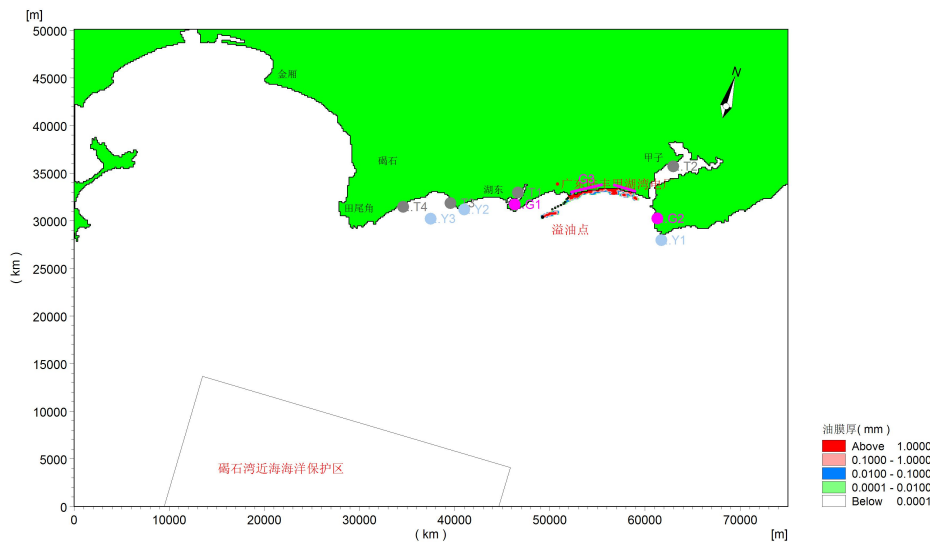 [m]
50000
45000
40000
35000
30000
25000
20000
15000
10000
5000
0
( km )
N
金厢
碣石
甲子
.T2
湖东
田尾角
.T4
.Y3
.Y2
.T1
.G1
G3
.G2
.Y1
溢油点
碣石湾近海海洋保护区
0
10000
20000
30000
40000
50000
60000
70000
( km )
[m]
油膜厚( mm )
Above 1.0000
0.1000 - 1.0000
0.0100 - 0.1000
0.0001 - 0.0100
Below 0.0001